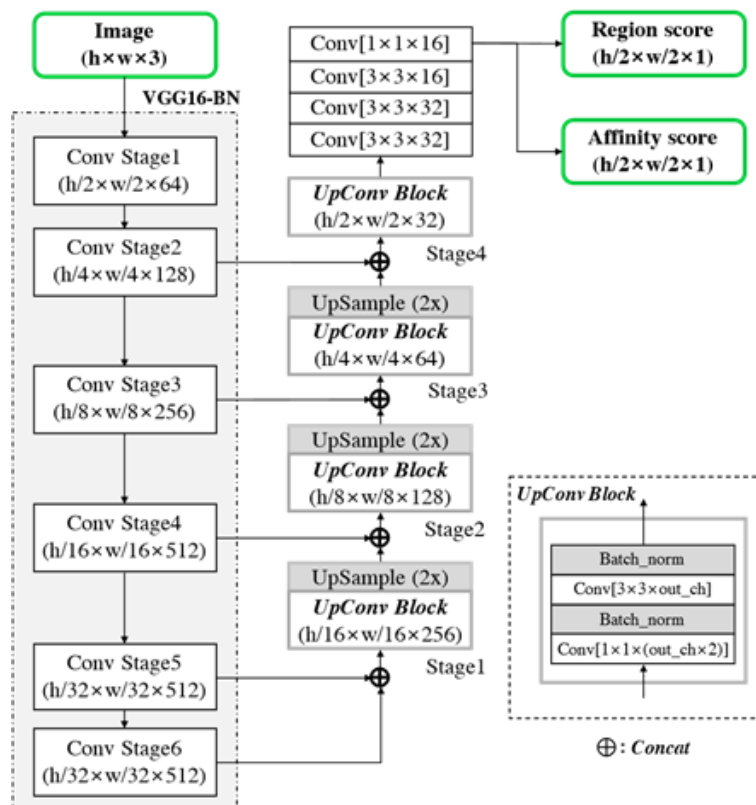 Image
(h×w×3)
VGG16-BN
Conv Stage1
(h/2×w/2×64)
Conv Stage2
(h/4×w/4×128)
Conv Stage3
(h/8×w/8×256)
Conv Stage4
(h/16×w/16×512)
Conv Stage5
(h/32×w/32×512)
Conv Stage6
(h/32×w/32×512)
Conv[1×1×16]
Conv[3×3×16]
Conv[3×3×32]
Conv[3×3×32]
UpConv Block
(h/2×w/2×32)
Stage4
UpSample (2x)
UpConv Block
(h/4×w/4×64)
Stage3
UpSample (2x)
UpConv Block
(h/8×w/8×128)
Stage2
UpSample (2x)
UpConv Block
(h/16×w/16×256)
Stage1
Region score
(h/2×w/2×1)
Affinity score
(h/2×w/2×1)
UpConv Block
Batch_norm
Conv[3×3×out_ch]
Batch_norm
Conv[1×1×(out_ch×2)]
⊕: Concat